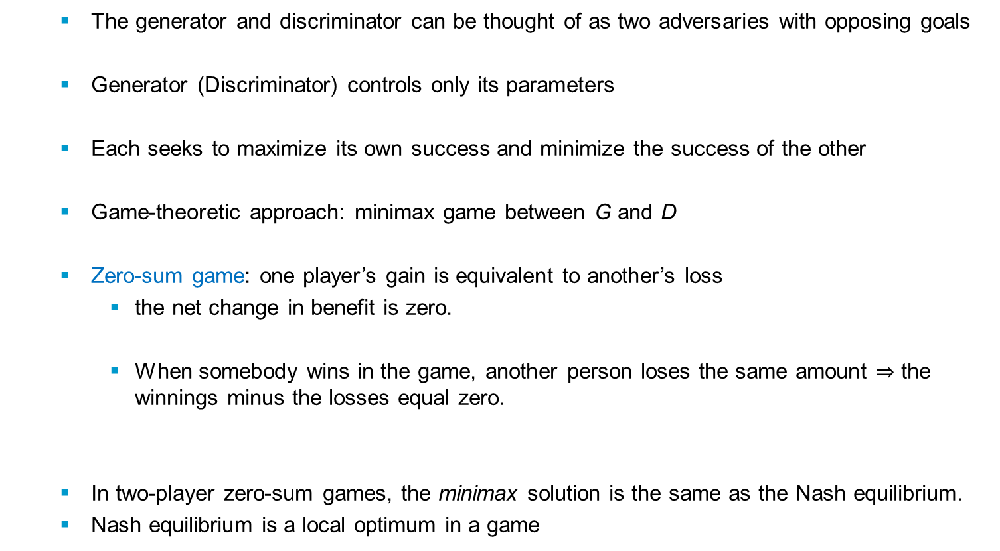 ▪ The generator and discriminator can be thought of as two adversaries with opposing goals
▪ Generator (Discriminator) controls only its parameters
▪ Each seeks to maximize its own success and minimize the success of the other
▪ Game-theoretic approach: minimax game between G and D
▪ Zero-sum game: one player’s gain is equivalent to another’s loss
▪ the net change in benefit is zero.
▪ When somebody wins in the game, another person loses the same amount ⇒ the
winnings minus the losses equal zero.
▪ In two-player zero-sum games, the minimax solution is the same as the Nash equilibrium.
▪ Nash equilibrium is a local optimum in a game